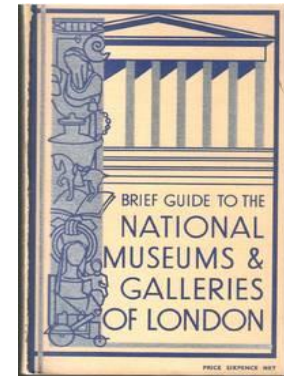 BRIEF GUIDE TO THE
NATIONAL
MUSEUMS &
GALLERIES
OF LONDON
PRICE SIXPENCE NET